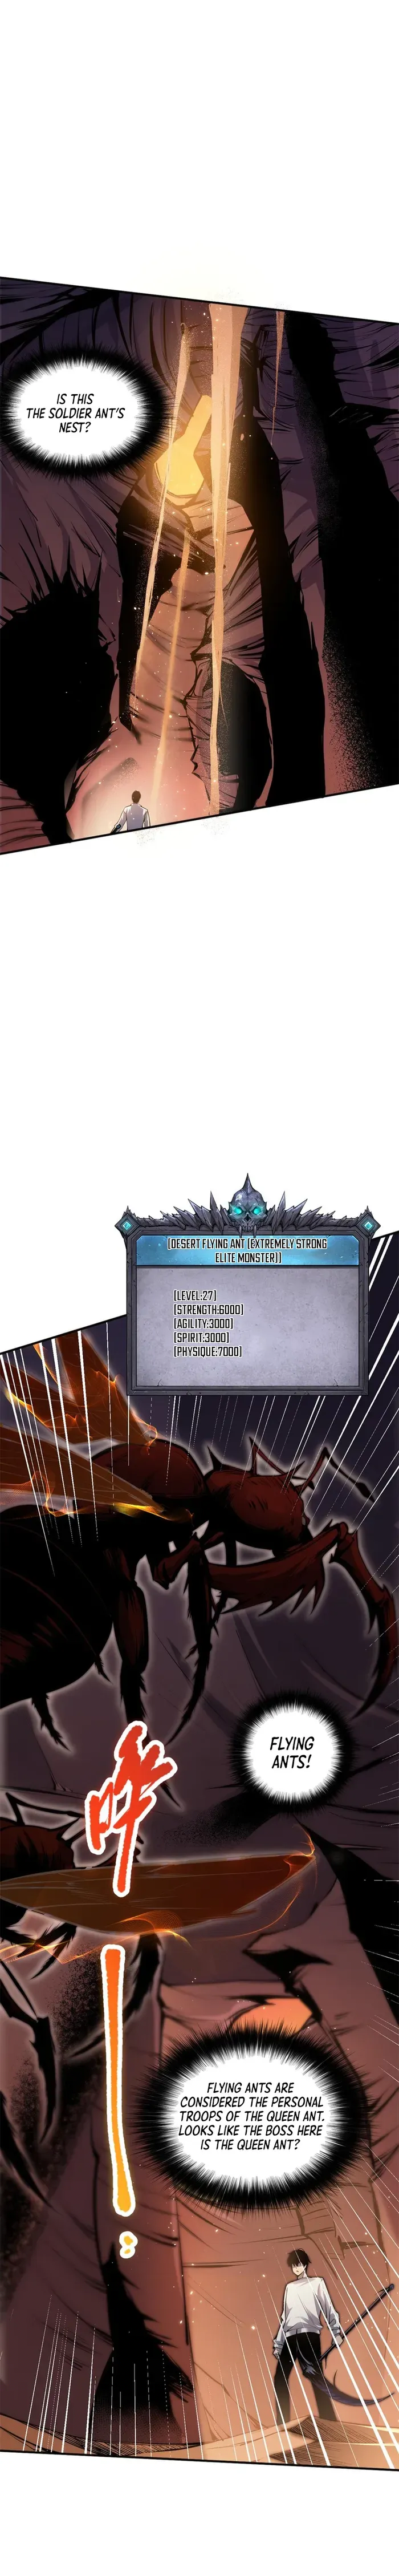 IS THIS
THE SOLDIER ANT'S
NEST?
[DESERT FLYING ANT [EXTREMELY STRONG
ELITE MONSTER]]
[LEVEL:27]
[STRENGTH:6000]
[AGILITY:3000]
[SPIRIT:3000]
[PHYSIQUE:7000]
FLYING
ANTS!
FLYING ANTS ARE
CONSIDERED THE PERSONAL
TROOPS OF THE QUEEN ANT.
LOOKS LIKE THE BOSS HERE
IS THE QUEEN ANT?